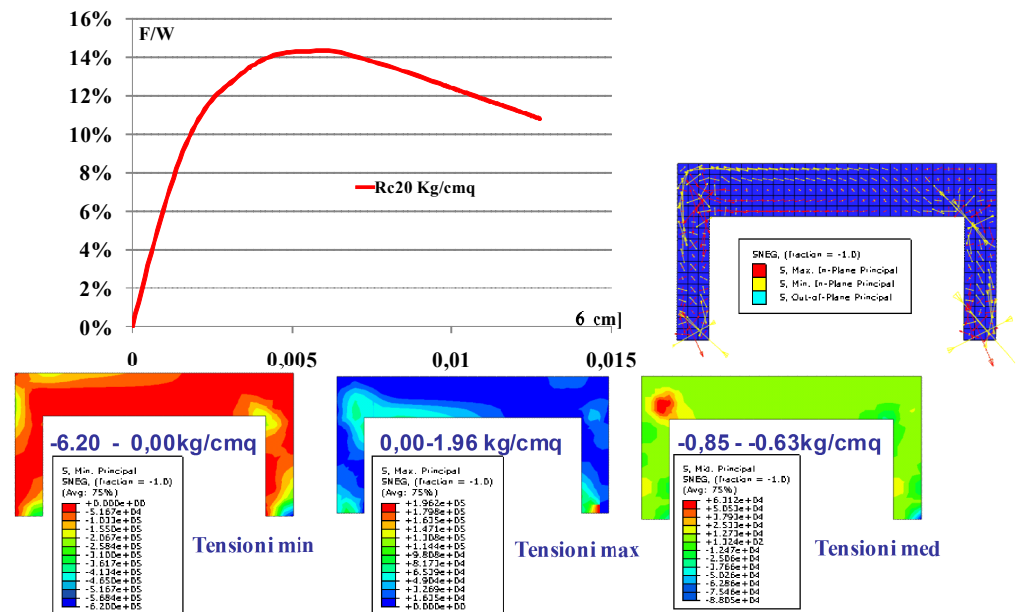 16%
F/W
14%
12%
10%
8%
6%
4%
2%
0%
Rc20 Kg/cmq
6 cm]
0
0,005
0,01
0,015
SNEG, (fraction = -1.0)
S, Max. In-Plane Principal
S, Min. In-Plane Principal
S, Out-of-Plane Principal
-6.20 - 0,00kg/cmq
S, Min. Principal
SNEG, (fraction = -1.0)
(Avg: 75%)
+0.000e+00
-5.167e+04
-1.033e+05
-1.550e+05
-2.067e+05
-2.584e+05
-3.100e+05
-3.617e+05
-4.134e+05
-4.650e+05
-5.167e+05
-5.684e+05
-6.200e+05
Tensioni min
0,00-1.96 kg/cmq
S, Max. Principal
SNEG, (fraction = -1.0)
(Avg: 75%)
+1.962e+05
+1.798e+05
+1.635e+05
+1.471e+05
+1.308e+05
+1.144e+05
+9.808e+04
+8.173e+04
+6.539e+04
+4.904e+04
+3.269e+04
+1.635e+04
+0.000e+00
Tensioni max
-0,85 - -0.63kg/cmq
S, Mid. Principal
SNEG, (fraction = -1.0)
(Avg: 75%)
+6.312e+04
+5.053e+04
+3.793e+04
+2.533e+04
+1.273e+04
+1.324e+02
-1.247e+04
-2.506e+04
-3.766e+04
-5.026e+04
-6.286e+04
-7.546e+04
-8.805e+04
Tensioni med